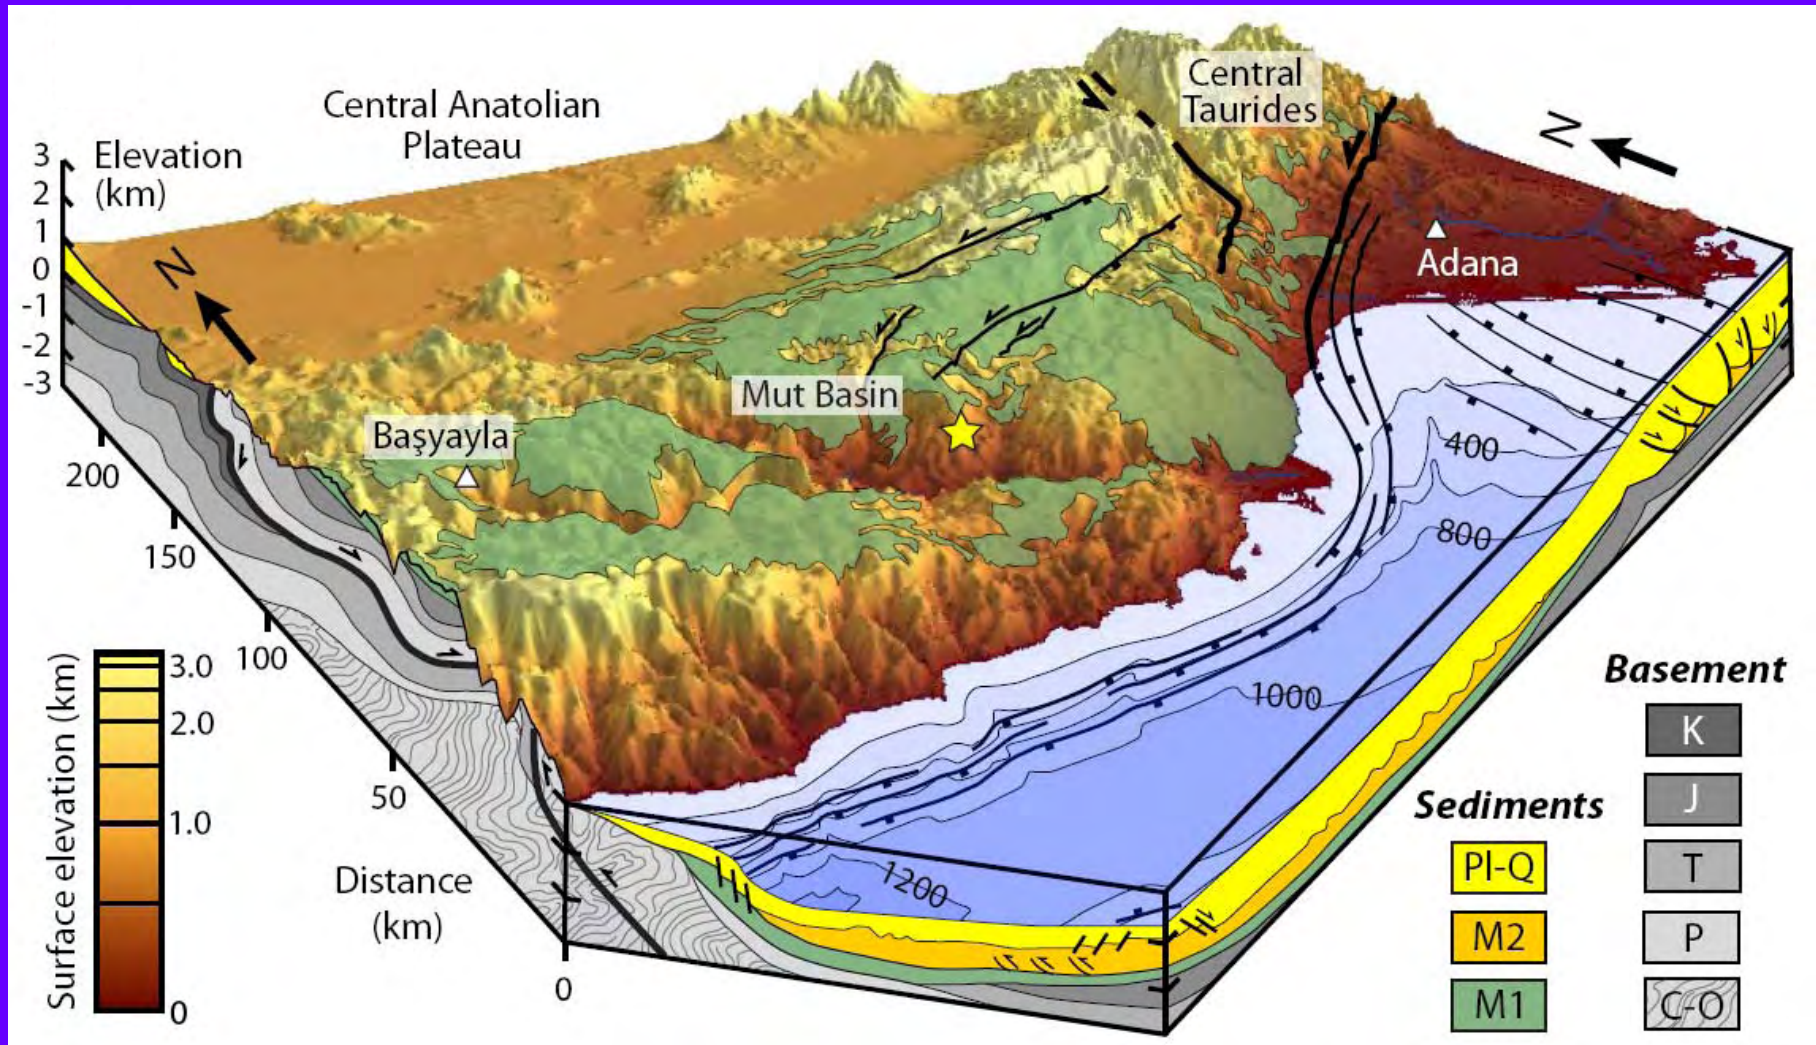 Central Anatolian
Plateau
Central
Taurides
N
Elevation
(km)
3
2
1
0
-1
-2
-3
N
Adana
Mut Basin
Başyayla
400
800
1000
1200
200
150
100
50
0
Distance
(km)
Surface elevation (km)
3.0
2.0
1.0
0
Sediments
Pl-Q
M2
M1
Basement
K
J
T
P
C-O